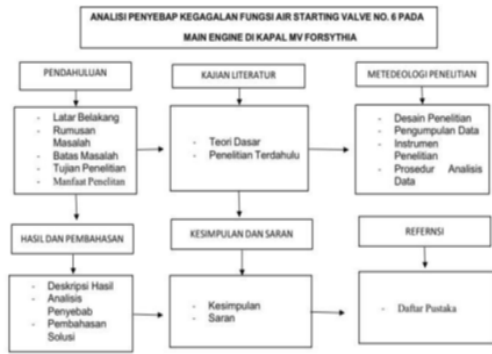 ANALISI PENYEBAP KEGAGALAN FUNGSI AIR STARTING VALVE NO. 6 PADA
MAIN ENGINE DI KAPAL MV FORSYTHIA
PENDAHULUAN
- Latar Belakang
- Rumusan
Masalah
- Batas Masalah
- Tujian Penelitian
- Manfaat Penelitan
KAJIAN LITERATUR
- Teori Dasar
- Penelitian Terdahulu
METEDEOLOGI PENELITIAN
- Desain Penelitian
- Pengumpulan Data
- Instrumen
Penelitian
- Prosedur Analisis
Data
HASIL DAN PEMBAHASAN
- Deskripsi Hasil
- Analisis
Penyebab
- Pembahasan
Solusi
KESIMPULAN DAN SARAN
- Kesimpulan
- Saran
REFERNSI
- Daftar Pustaka